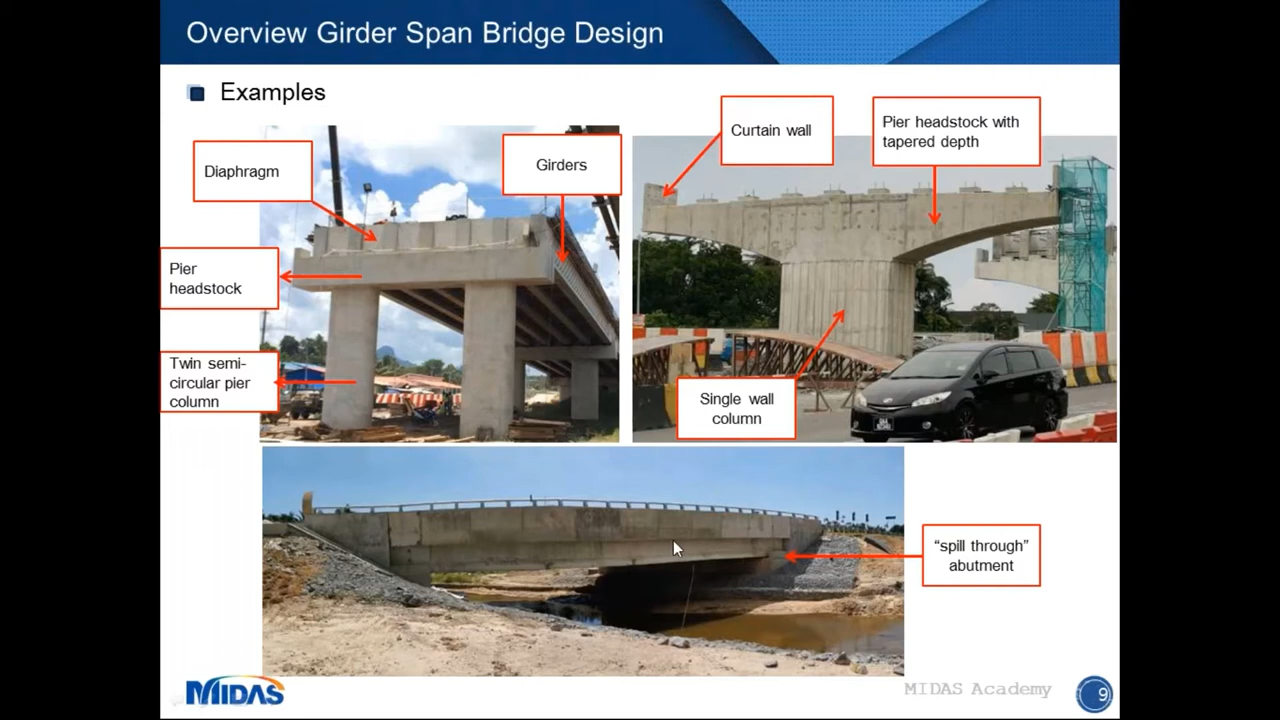 Overview Girder Span Bridge Design
Examples
Diaphragm
Girders
Curtain wall
Pier headstock with
tapered depth
Pier
headstock
Twin semi-
circular pier
column
Single wall
column
"spill through"
abutment
MIDAS
MIDAS Academy
9